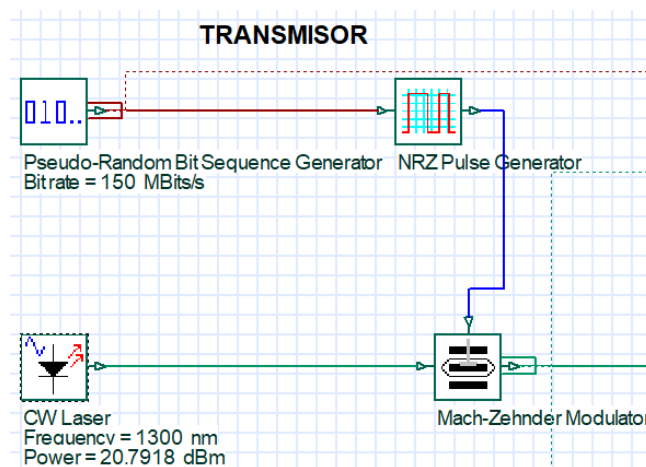 TRANSMISOR
010..
Pseudo-Random Bit Sequence Generator
Bit rate = 150 MBits/s
NRZ Pulse Generator
CW Laser
Frequency = 1300 nm
Power = 20.7918 dBm
Mach-Zehnder Modulator